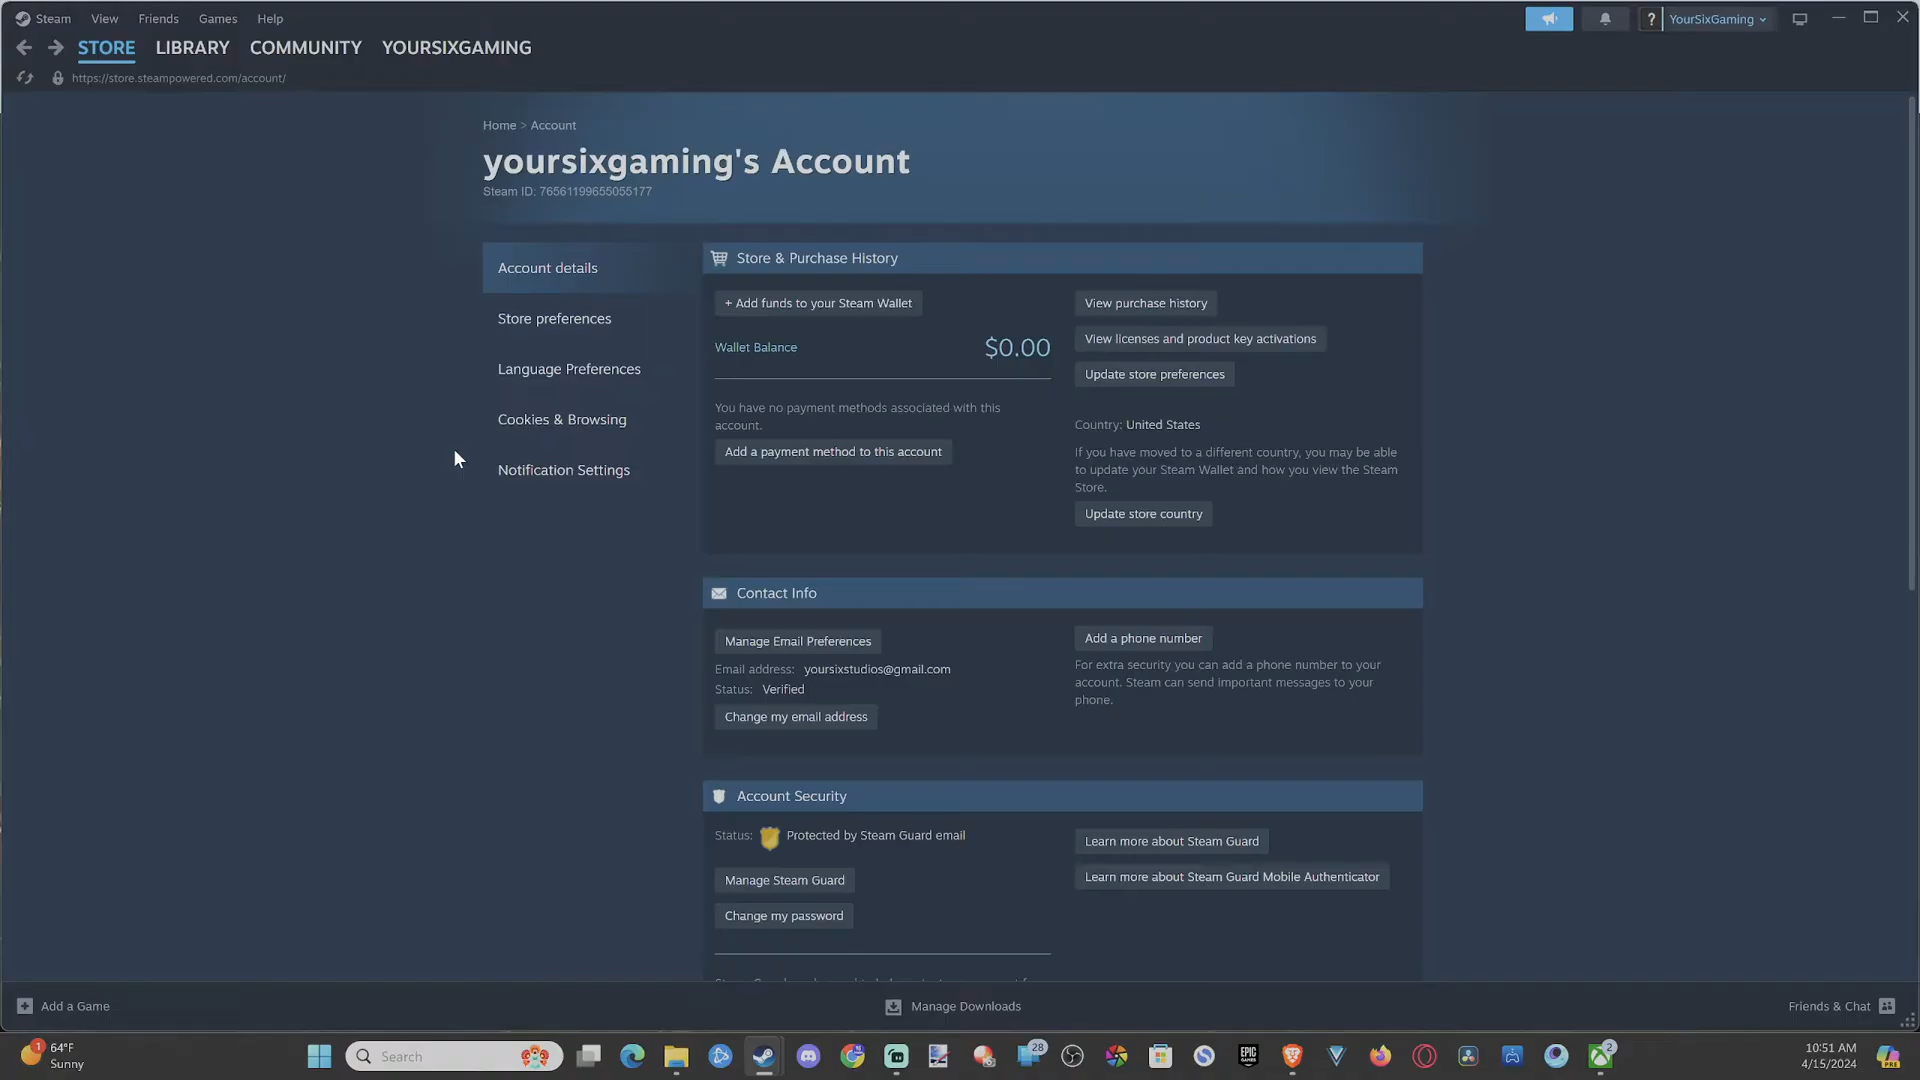 Steam View Friends Games Help
? YourSixGaming
STORE LIBRARY COMMUNITY YOURSIXGAMING
https://store.steampowered.com/account/
Home > Account
yoursixgaming's Account
Steam ID: 76561199655055177
Account details
Store preferences
Language Preferences
Cookies & Browsing
Notification Settings
Store & Purchase History
+ Add funds to your Steam Wallet
Wallet Balance $0.00
You have no payment methods associated with this
account.
Add a payment method to this account
View purchase history
View licenses and product key activations
Update store preferences
Country: United States
If you have moved to a different country, you may be able
to update your Steam Wallet and how you view the Steam
Store.
Update store country
Contact Info
Manage Email Preferences
Email address: yoursixstudios@gmail.com
Status: Verified
Change my email address
Add a phone number
For extra security you can add a phone number to your
account. Steam can send important messages to your
phone.
Account Security
Status: Protected by Steam Guard email
Manage Steam Guard
Change my password
Learn more about Steam Guard
Learn more about Steam Guard Mobile Authenticator
Add a Game
Manage Downloads
Friends & Chat
1
64°F
Sunny
Search
28
EPIC
GAMES
2
10:51 AM
4/15/2024
PRE